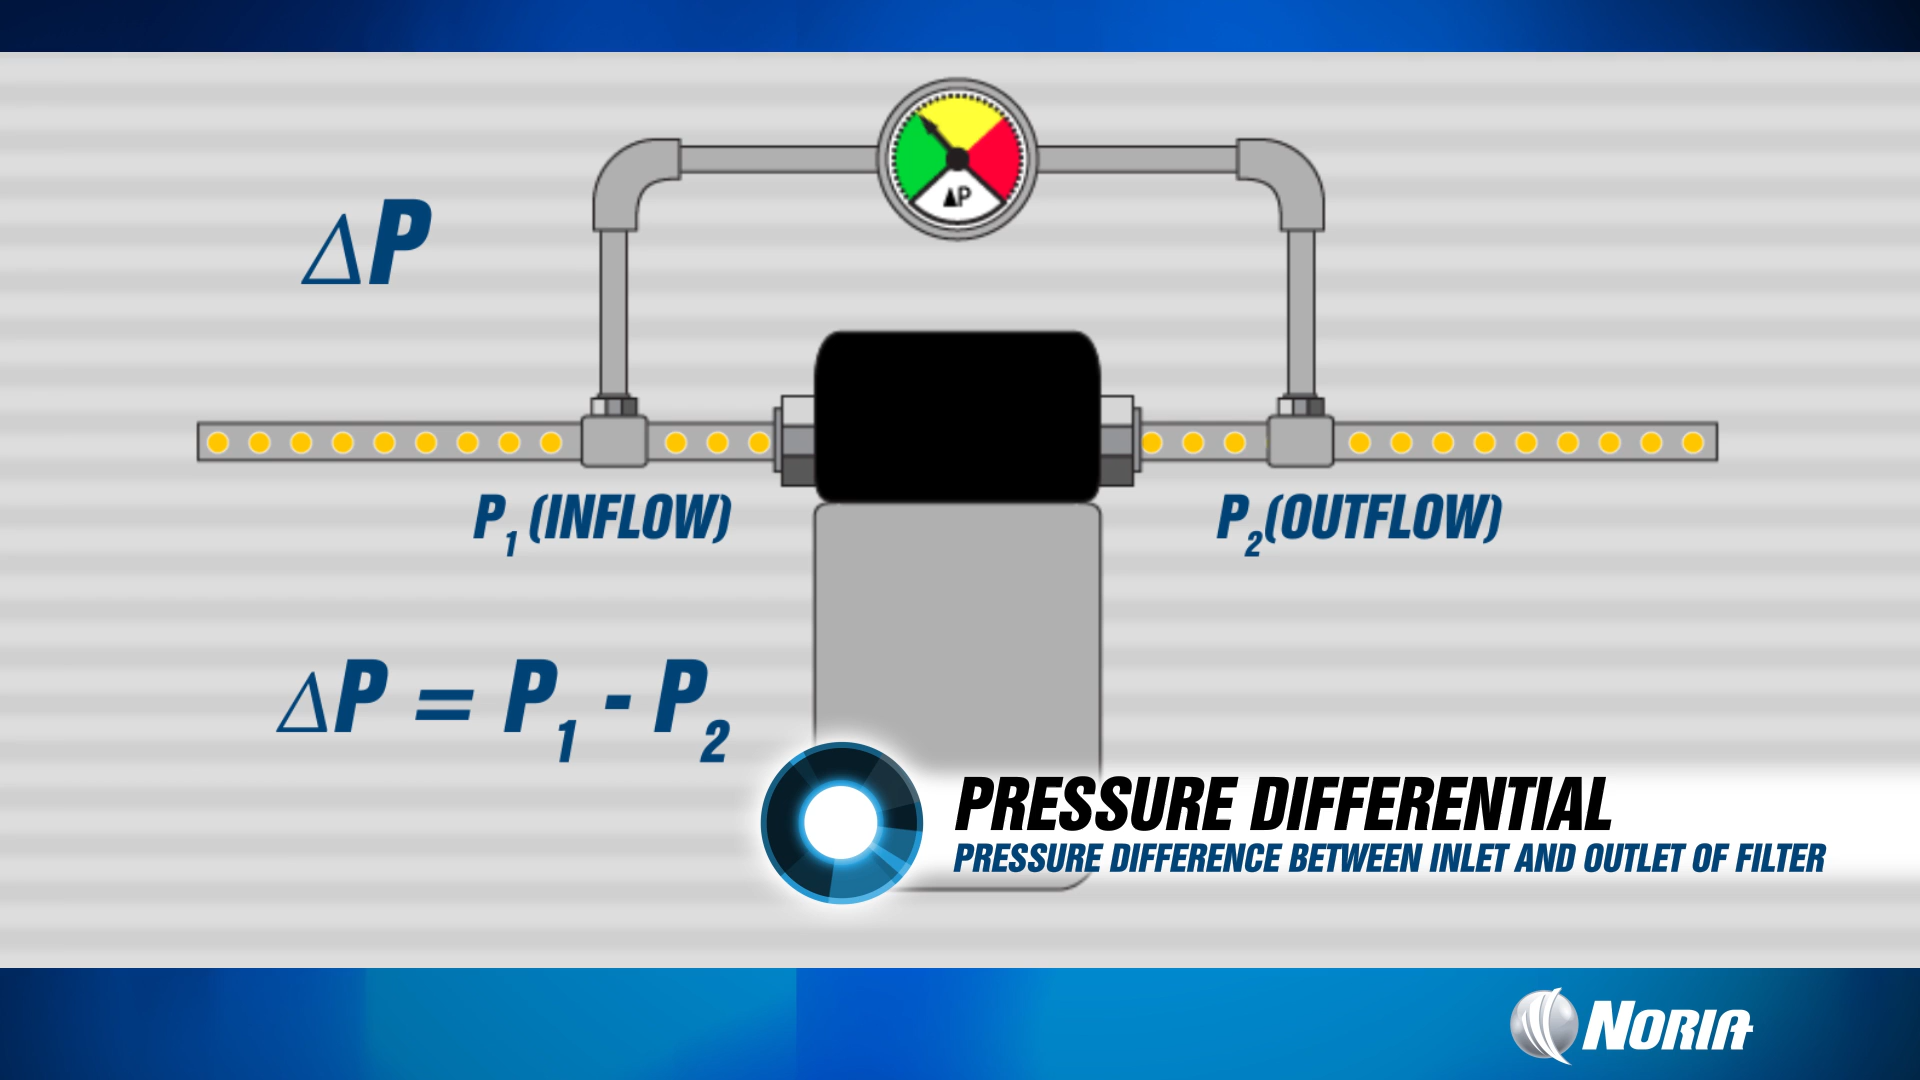 ΔP
ΔP
P1 (INFLOW)
P2(OUTFLOW)
ΔP = P1 - P2
PRESSURE DIFFERENTIAL
PRESSURE DIFFERENCE BETWEEN INLET AND OUTLET OF FILTER
NORIA